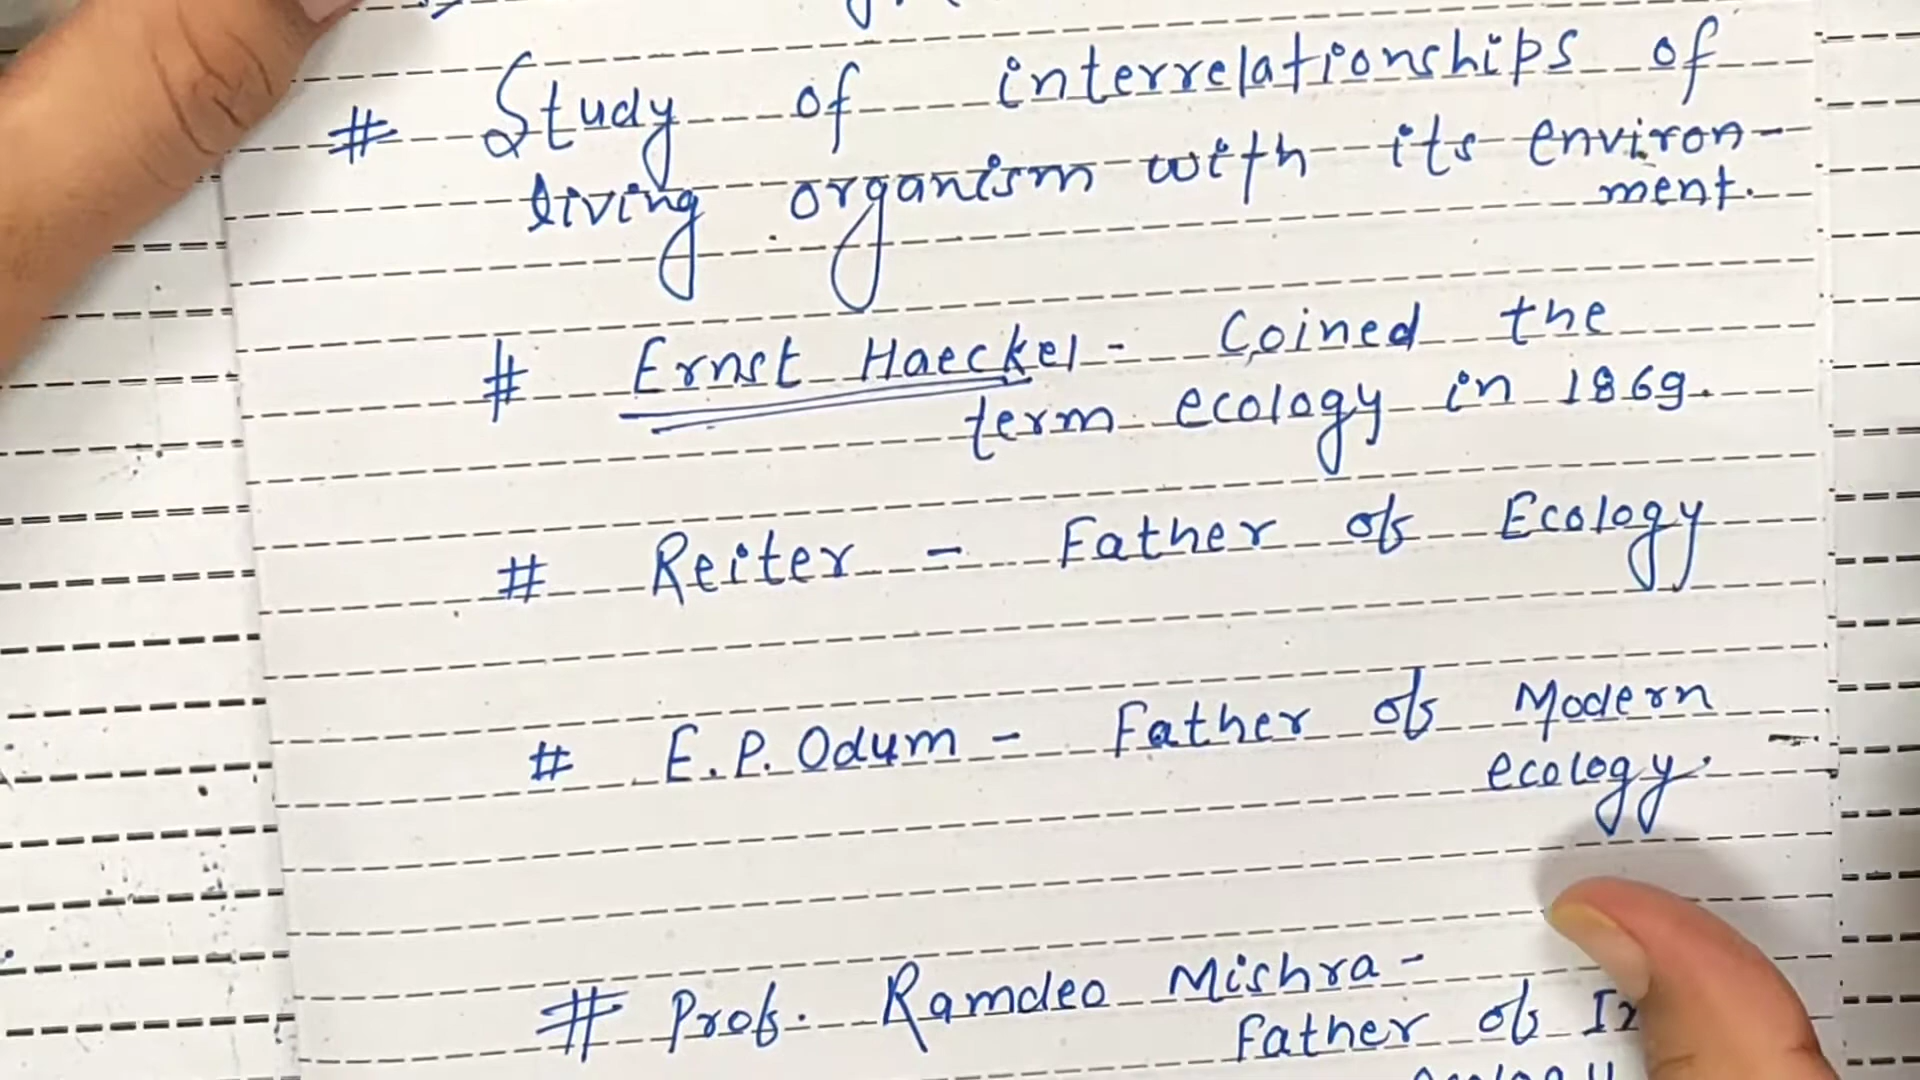 # Study of interrelationships of
living organism with its environ-
ment.
# Ernst Haeckel - Coined the
term ecology in 1869.
# Reiter - Father of Ecology
# E.P. Odum - Father of Modern
ecology.
# Prof. Ramdeo Mishra -
Father of